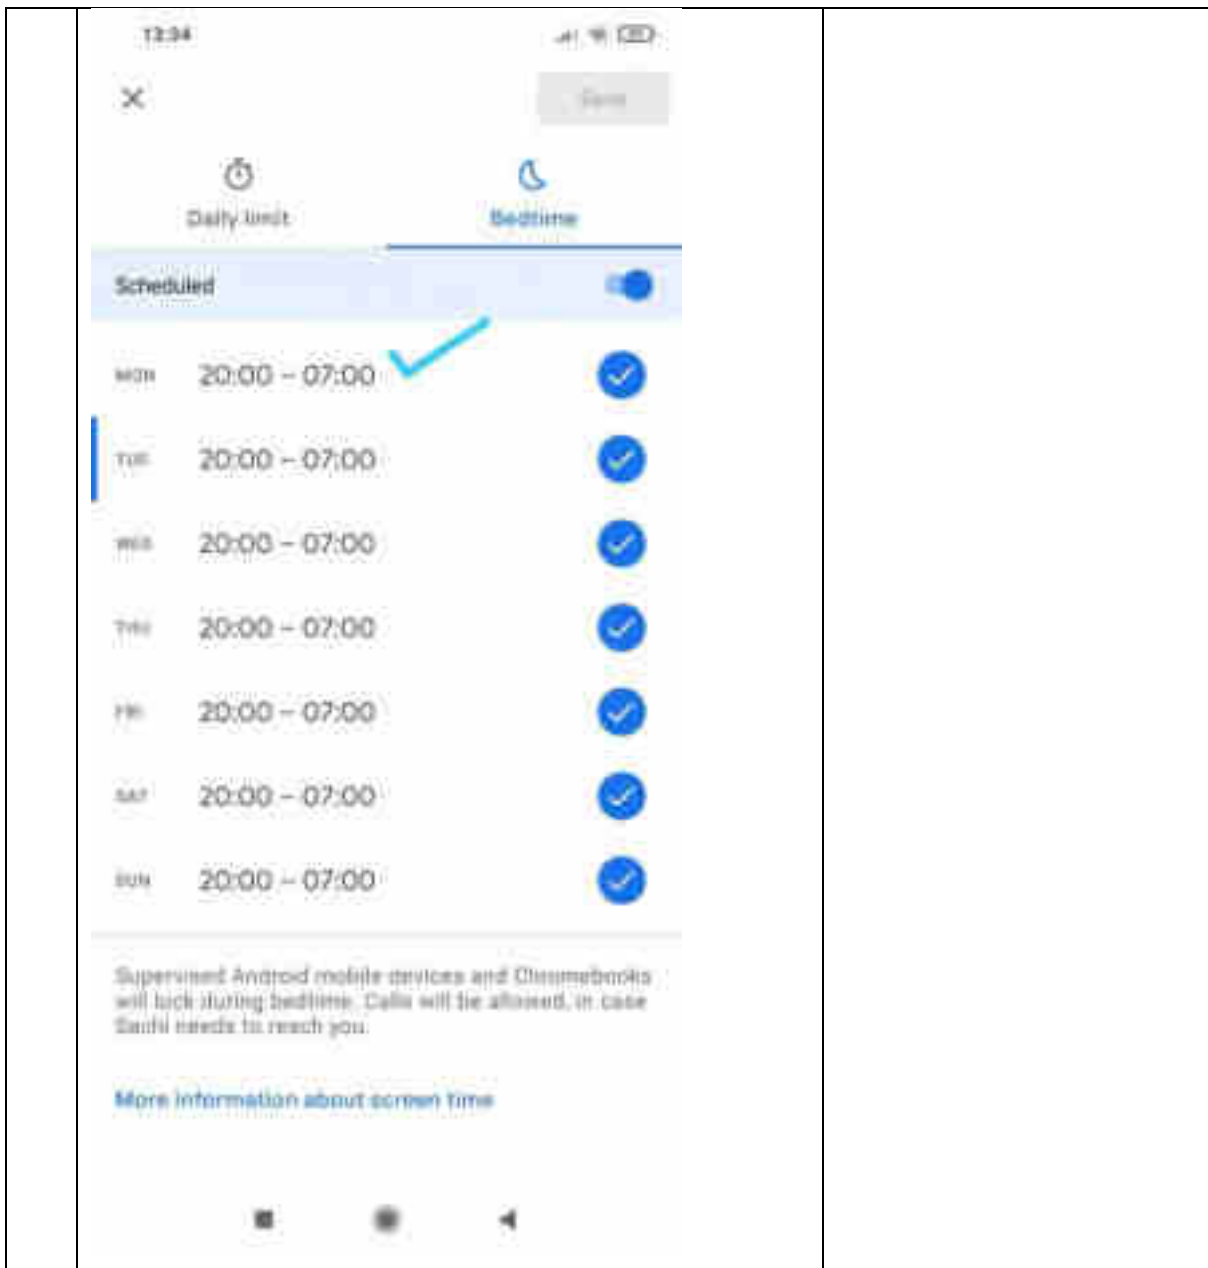 13:34
Save
Daily limit
Bedtime
Scheduled
MON 20:00 – 07:00
TUE 20:00 – 07:00
WED 20:00 – 07:00
THU 20:00 – 07:00
FRI 20:00 – 07:00
SAT 20:00 – 07:00
SUN 20:00 – 07:00
Supervised Android mobile devices and Chromebooks
will lock during bedtime. Calls will be allowed, in case
needs to reach you.
More information about screen time